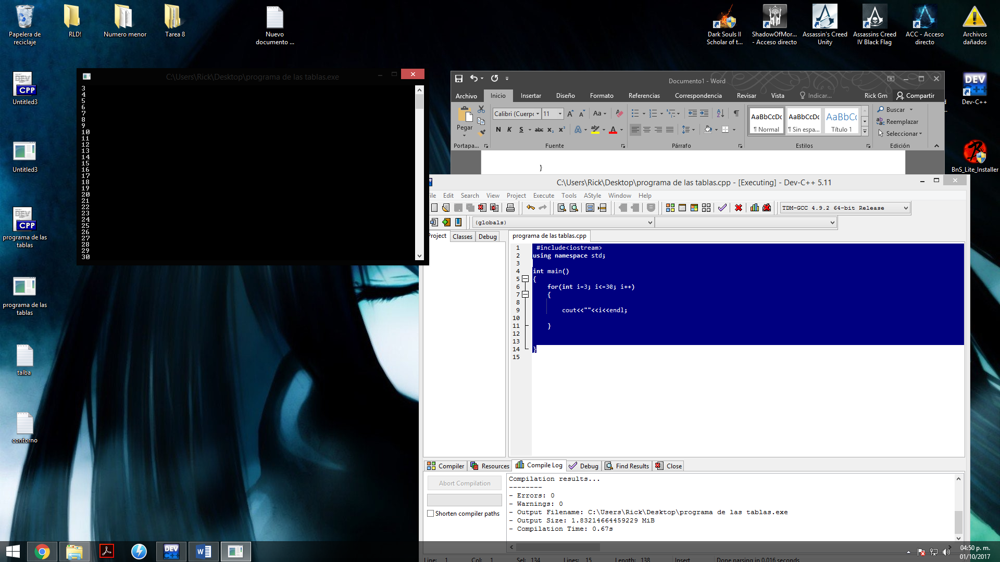 Papelera de
reciclaje
RLD!
Numero menor
Tarea 8
Nuevo
documento ...
Dark Souls II
Scholar of t...
ShadowOfMor...
- Acceso directo
Assassin's Creed
Unity
Assassins Creed
IV Black Flag
ACC - Acceso
directo
Archivos
dañados
Untitled3
Untitled3
programa de las
tablas
programa de las
tablas
talba
contorno
Dev-C++
BnS_Lite_Installer
C:\Users\Rick\Desktop\programa de las tablas.exe
3
4
5
6
7
8
9
10
11
12
13
14
15
16
17
18
19
20
21
22
23
24
25
26
27
28
29
30
Documento1 - Word
Archivo Inicio Insertar Diseño Formato Referencias Correspondencia Revisar Vista Indicar... Rick Gm Compartir
Pegar
Calibri (Cuerpo 11
Aa
N K S abc x₂ x² A ab A
AaBbCcDc AaBbCcDc AaBbCc
¶ Normal ¶ Sin espa... Título 1
Buscar
Reemplazar
Seleccionar
Portapa... Fuente Párrafo Estilos Edición
}
C:\Users\Rick\Desktop\programa de las tablas.cpp - [Executing] - Dev-C++ 5.11
ile Edit Search View Project Execute Tools AStyle Window Help
TDM-GCC 4.9.2 64-bit Release
(globals)
roject Classes Debug
programa de las tablas.cpp
1 #include<iostream>
2 using namespace std;
3
4 int main()
5 {
6 for(int i=3; i<=30; i++)
7 {
8
9 cout<<""<<i<<endl;
10
11 }
12
13
14 }
15
Compiler Resources Compile Log Debug Find Results Close
Abort Compilation
Shorten compiler paths
Compilation results...
--------
- Errors: 0
- Warnings: 0
- Output Filename: C:\Users\Rick\Desktop\programa de las tablas.exe
- Output Size: 1.83214664459229 MiB
- Compilation Time: 0.67s
Line: 1 Col: 1 Sel: 134 Lines: 15 Length: 138 Insert Done parsing in 0.016 seconds
04:50 p. m.
01/10/2017